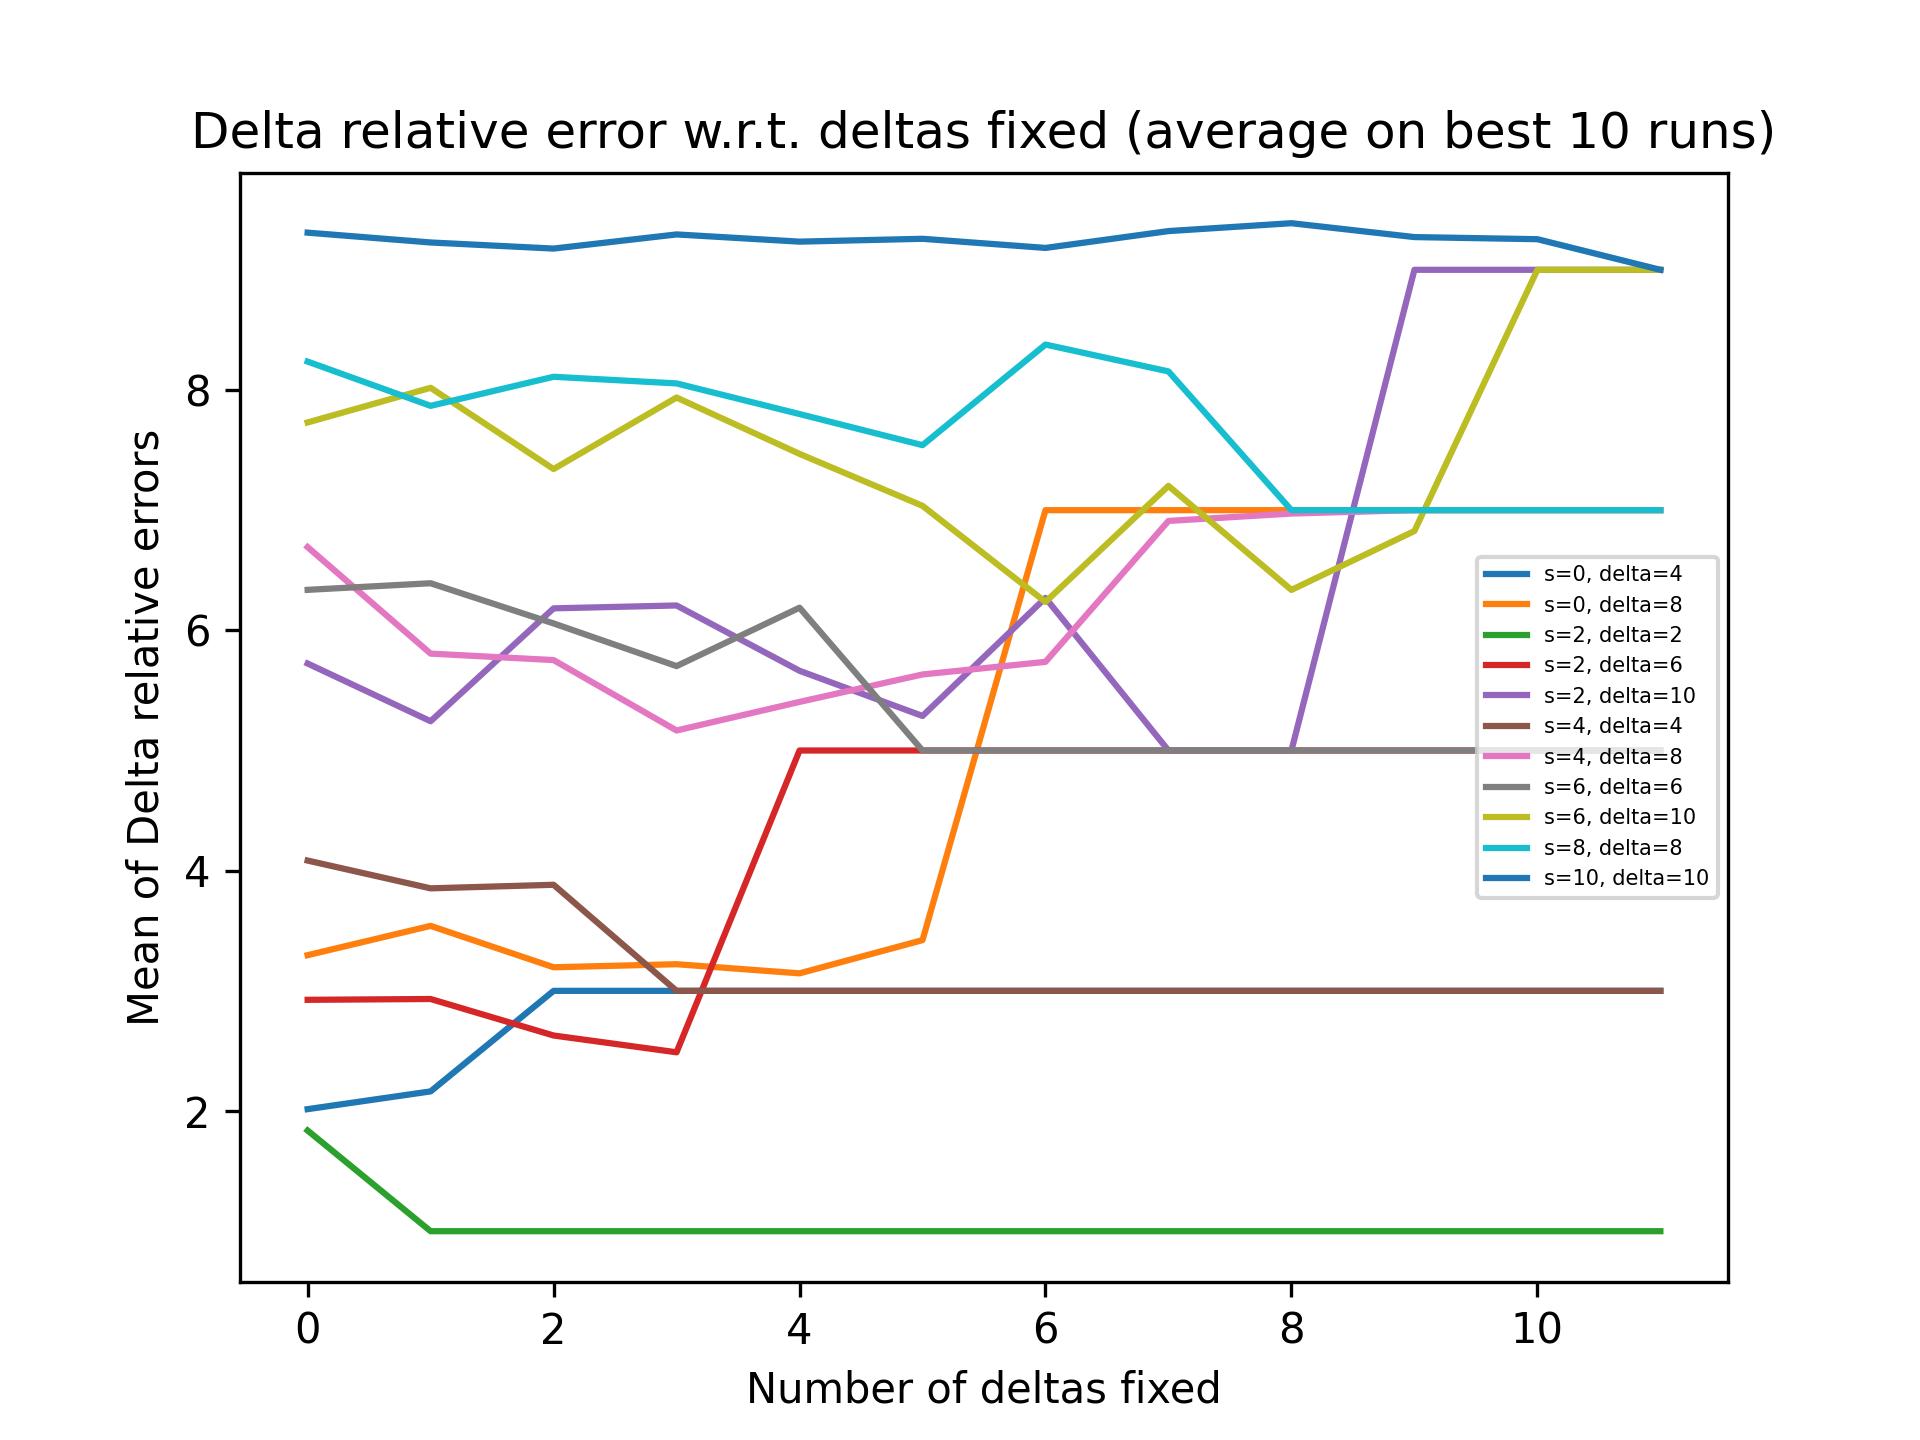 Delta relative error w.r.t. deltas fixed (average on best 10 runs)
Mean of Delta relative errors
8
6
4
2
s=0, delta=4
s=0, delta=8
s=2, delta=2
s=2, delta=6
s=2, delta=10
s=4, delta=4
s=4, delta=8
s=6, delta=6
s=6, delta=10
s=8, delta=8
s=10, delta=10
0 2 4 6 8 10
Number of deltas fixed